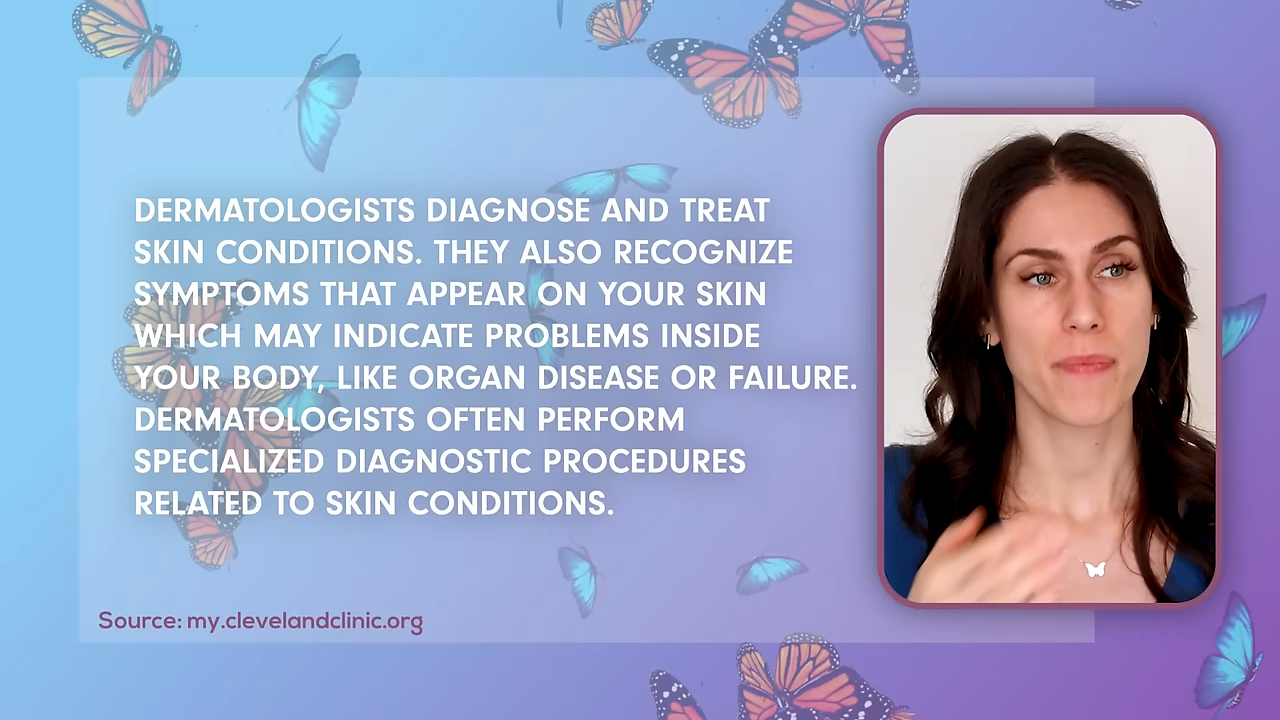 DERMATOLOGISTS DIAGNOSE AND TREAT
SKIN CONDITIONS. THEY ALSO RECOGNIZE
SYMPTOMS THAT APPEAR ON YOUR SKIN
WHICH MAY INDICATE PROBLEMS INSIDE
YOUR BODY, LIKE ORGAN DISEASE OR FAILURE.
DERMATOLOGISTS OFTEN PERFORM
SPECIALIZED DIAGNOSTIC PROCEDURES
RELATED TO SKIN CONDITIONS.
Source: my.clevelandclinic.org